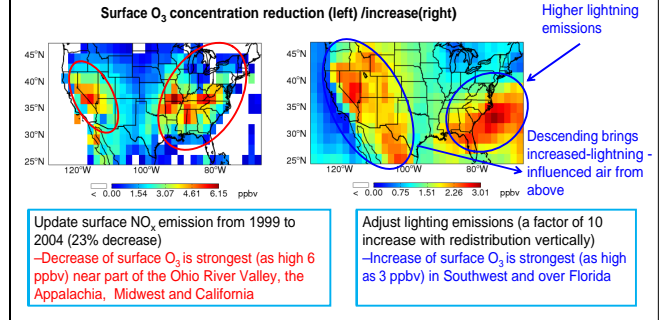 Surface O3 concentration reduction (left) /increase(right)
Higher lightning
emissions
45°N
40°N
35°N
30°N
25°N
120°W
100°W
80°W
< 0.00 1.54 3.07 4.61 6.15 ppbv
45°N
40°N
35°N
30°N
25°N
120°W
100°W
80°W
< 0.00 0.75 1.51 2.26 3.01 ppbv
Descending brings
increased-lightning -
influenced air from
above
Update surface NOx emission from 1999 to
2004 (23% decrease)
–Decrease of surface O3 is strongest (as high 6
ppbv) near part of the Ohio River Valley, the
Appalachia, Midwest and California
Adjust lighting emissions (a factor of 10
increase with redistribution vertically)
–Increase of surface O3 is strongest (as high
as 3 ppbv) in Southwest and over Florida